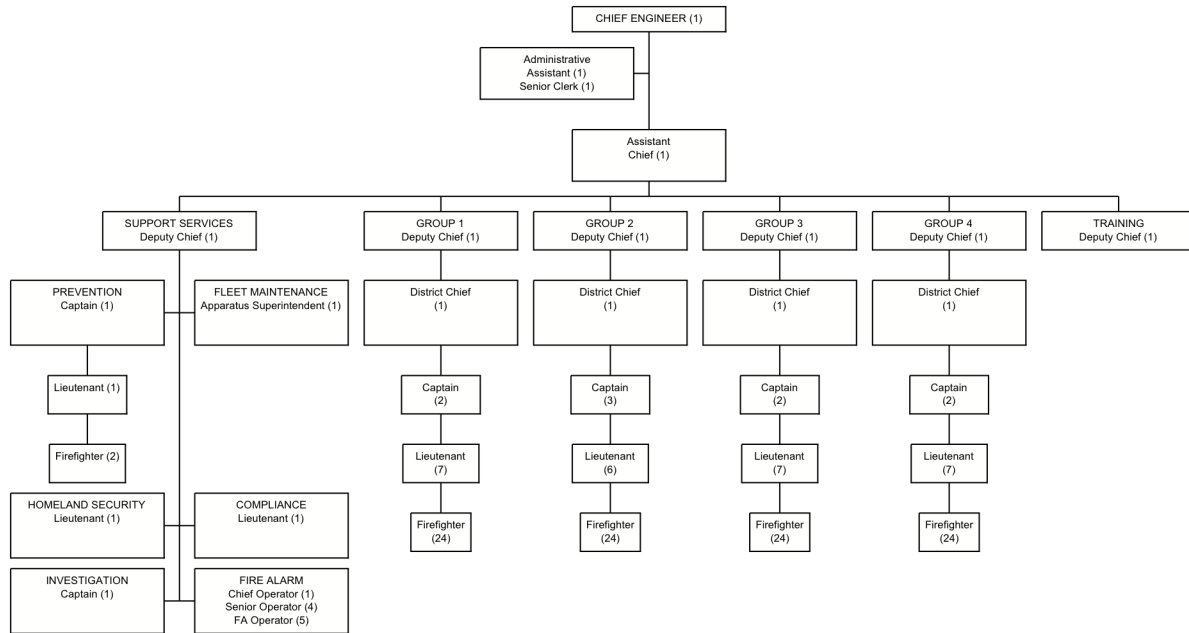 CHIEF ENGINEER (1)
Administrative
Assistant (1)
Senior Clerk (1)
Assistant
Chief (1)
SUPPORT SERVICES
Deputy Chief (1)
GROUP 1
Deputy Chief (1)
GROUP 2
Deputy Chief (1)
GROUP 3
Deputy Chief (1)
GROUP 4
Deputy Chief (1)
TRAINING
Deputy Chief (1)
PREVENTION
Captain (1)
FLEET MAINTENANCE
Apparatus Superintendent (1)
District Chief
(1)
District Chief
(1)
District Chief
(1)
District Chief
(1)
Lieutenant (1)
Captain
(2)
Captain
(3)
Captain
(2)
Captain
(2)
Firefighter (2)
Lieutenant
(7)
Lieutenant
(6)
Lieutenant
(7)
Lieutenant
(7)
HOMELAND SECURITY
Lieutenant (1)
COMPLIANCE
Lieutenant (1)
Firefighter
(24)
Firefighter
(24)
Firefighter
(24)
Firefighter
(24)
INVESTIGATION
Captain (1)
FIRE ALARM
Chief Operator (1)
Senior Operator (4)
FA Operator (5)